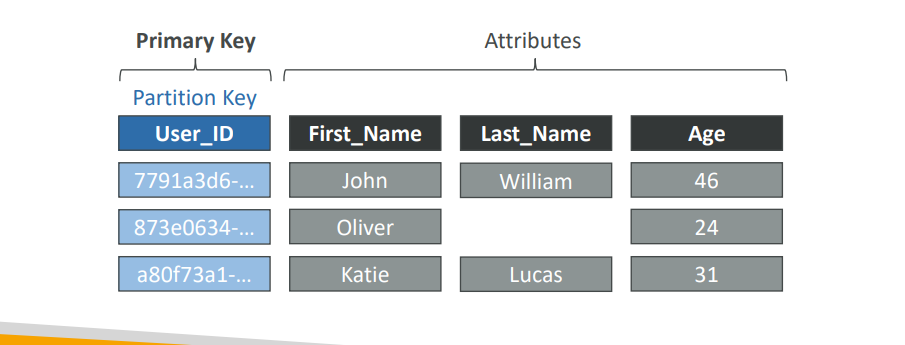 Primary Key Attributes
Partition Key
User_ID First_Name Last_Name Age
7791a3d6-... John William 46
873e0634-... Oliver 24
a80f73a1-... Katie Lucas 31